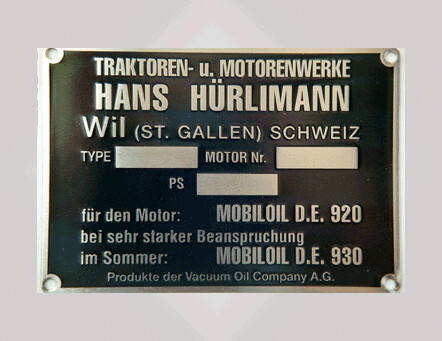 TRAKTOREN- u. MOTORENWERKE
HANS HÜRLIMANN
Wil (ST. GALLEN) SCHWEIZ
TYPE MOTOR Nr.
PS
für den Motor: MOBILOIL D.E. 920
bei sehr starker Beanspruchung
im Sommer: MOBILOIL D.E. 930
Produkte der Vacuum Oil Company A.G.